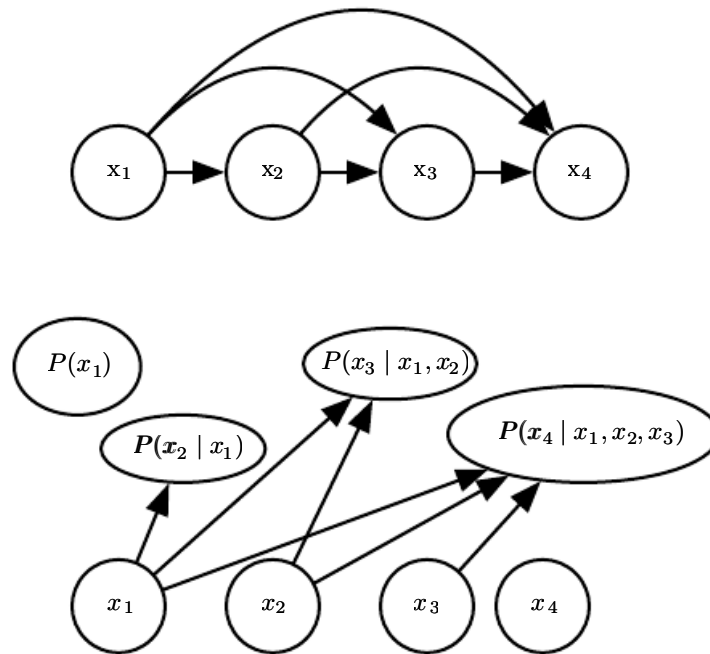 x₁ x₂ x₃ x₄
P(x₁)
P(x₃ | x₁, x₂)
P(x₂ | x₁)
P(x₄ | x₁, x₂, x₃)
x₁ x₂ x₃ x₄